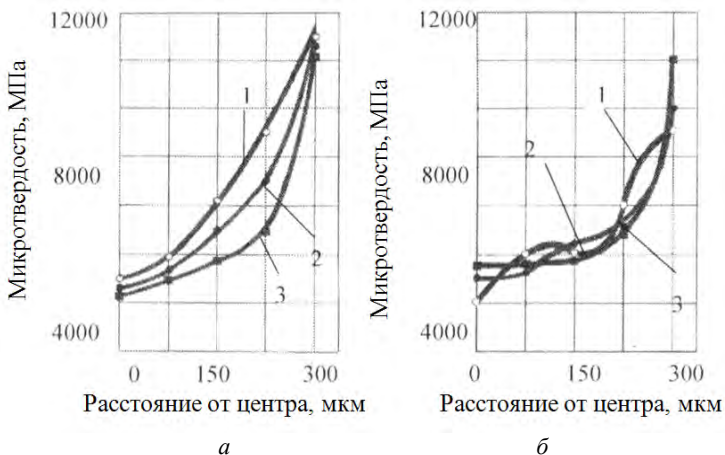 12000
8000
4000
Микротвердость, МПа
1
2
3
0 150 300
Расстояние от центра, мкм
а
12000
8000
4000
Микротвердость, МПа
1
2
3
0 150 300
Расстояние от центра, мкм
б